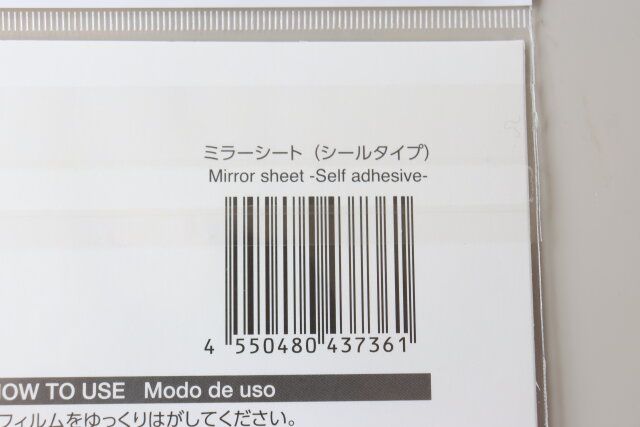 ミラーシート（シールタイプ）
Mirror sheet -Self adhesive-
4 550480 437361
HOW TO USE Modo de uso
フィルムをゆっくりはがしてください。